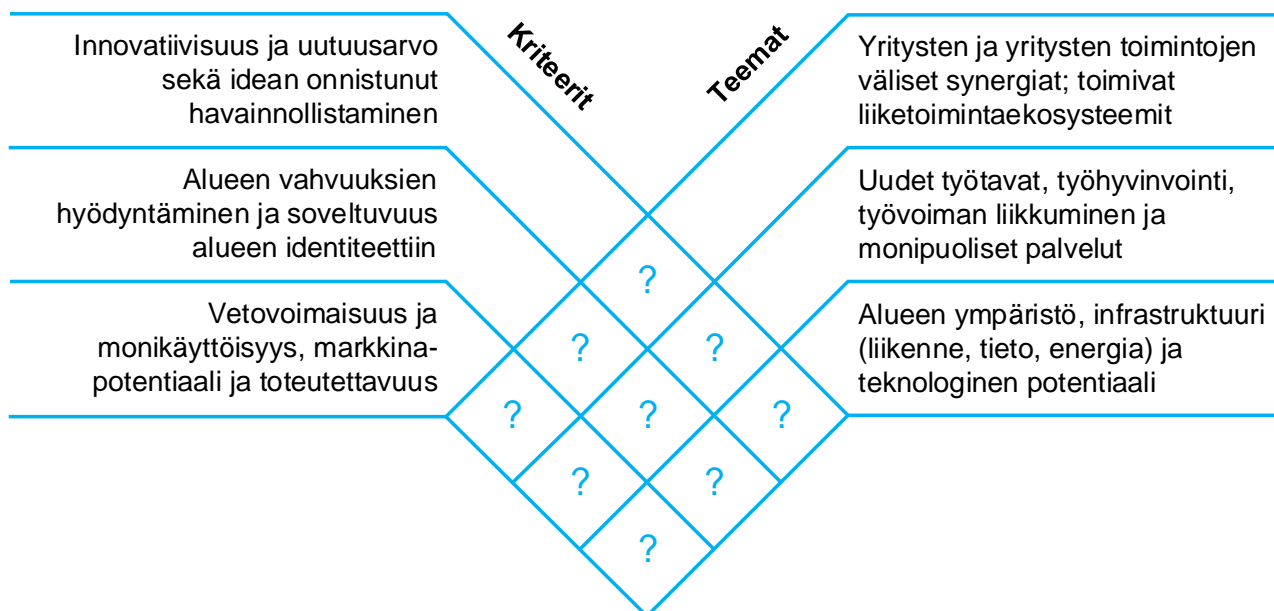 Kriteerit
Innovatiivisuus ja uutuusarvo
sekä idean onnistunut
havainnollistaminen
Alueen vahvuuksien
hyödyntäminen ja soveltuvuus
alueen identiteettiin
Vetovoimaisuus ja
monikäyttöisyys, markkina-
potentiaali ja toteutettavuus
Teemat
Yritysten ja yritysten toimintojen
väliset synergiat; toimivat
liiketoimintaekosysteemit
Uudet työtavat, työhyvinvointi,
työvoiman liikkuminen ja
monipuoliset palvelut
Alueen ympäristö, infrastruktuuri
(liikenne, tieto, energia) ja
teknologinen potentiaali
?
? ?
? ? ?
? ?
?